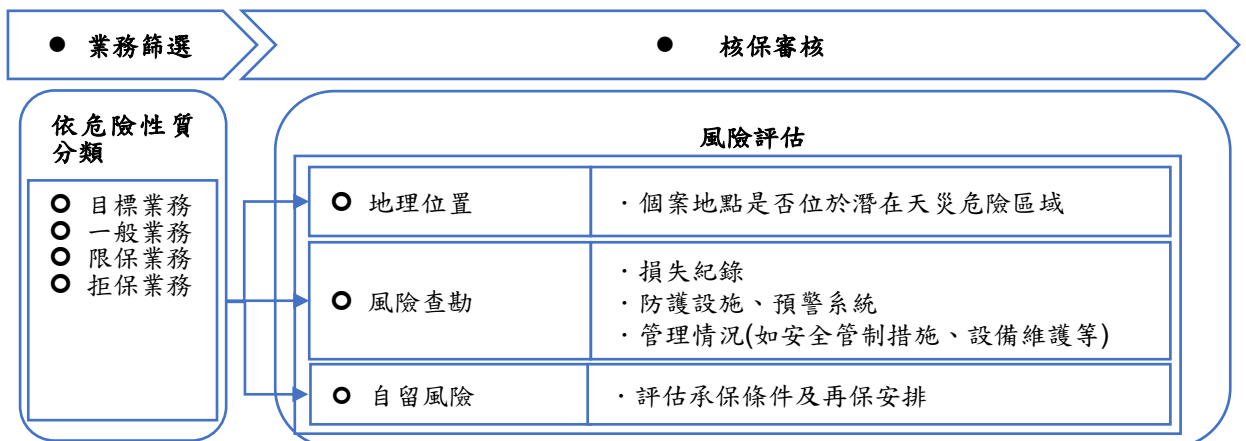 ● 業務篩選
● 核保審核
依危險性質
分類
○ 目標業務
○ 一般業務
○ 限保業務
○ 拒保業務
風險評估
○ 地理位置
·個案地點是否位於潛在天災危險區域
○ 風險查勘
·損失紀錄
·防護設施、預警系統
·管理情況(如安全管制措施、設備維護等)
○ 自留風險
·評估承保條件及再保安排